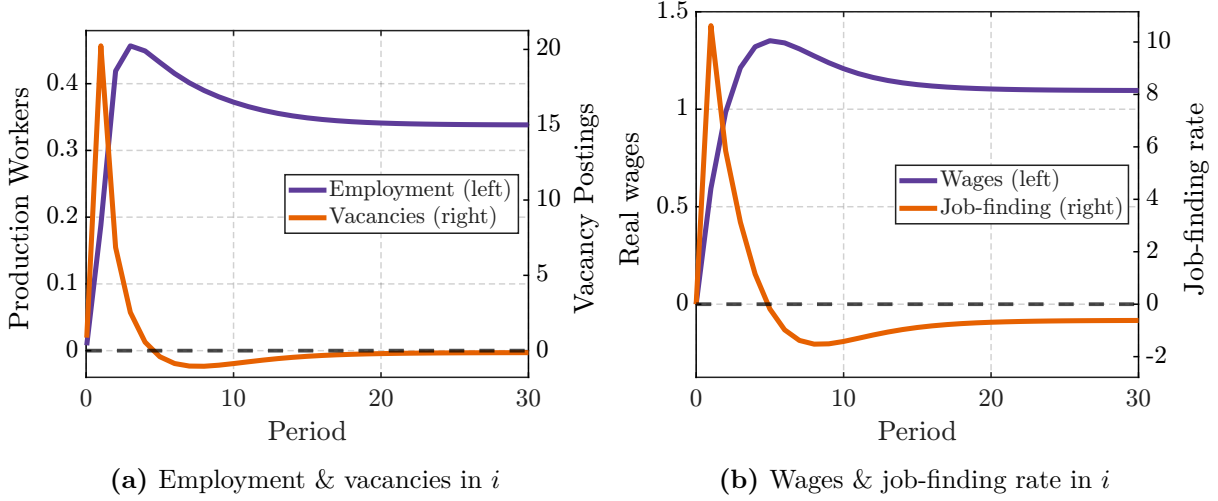 0.4
0.3
0.2
0.1
0
Production Workers
20
15
10
5
0
Vacancy Postings
Employment (left)
Vacancies (right)
0 10 20 30
Period
(a) Employment & vacancies in i
1.5
1
0.5
0
Real wages
10
8
6
4
2
0
-2
Job-finding rate
Wages (left)
Job-finding (right)
0 10 20 30
Period
(b) Wages & job-finding rate in i